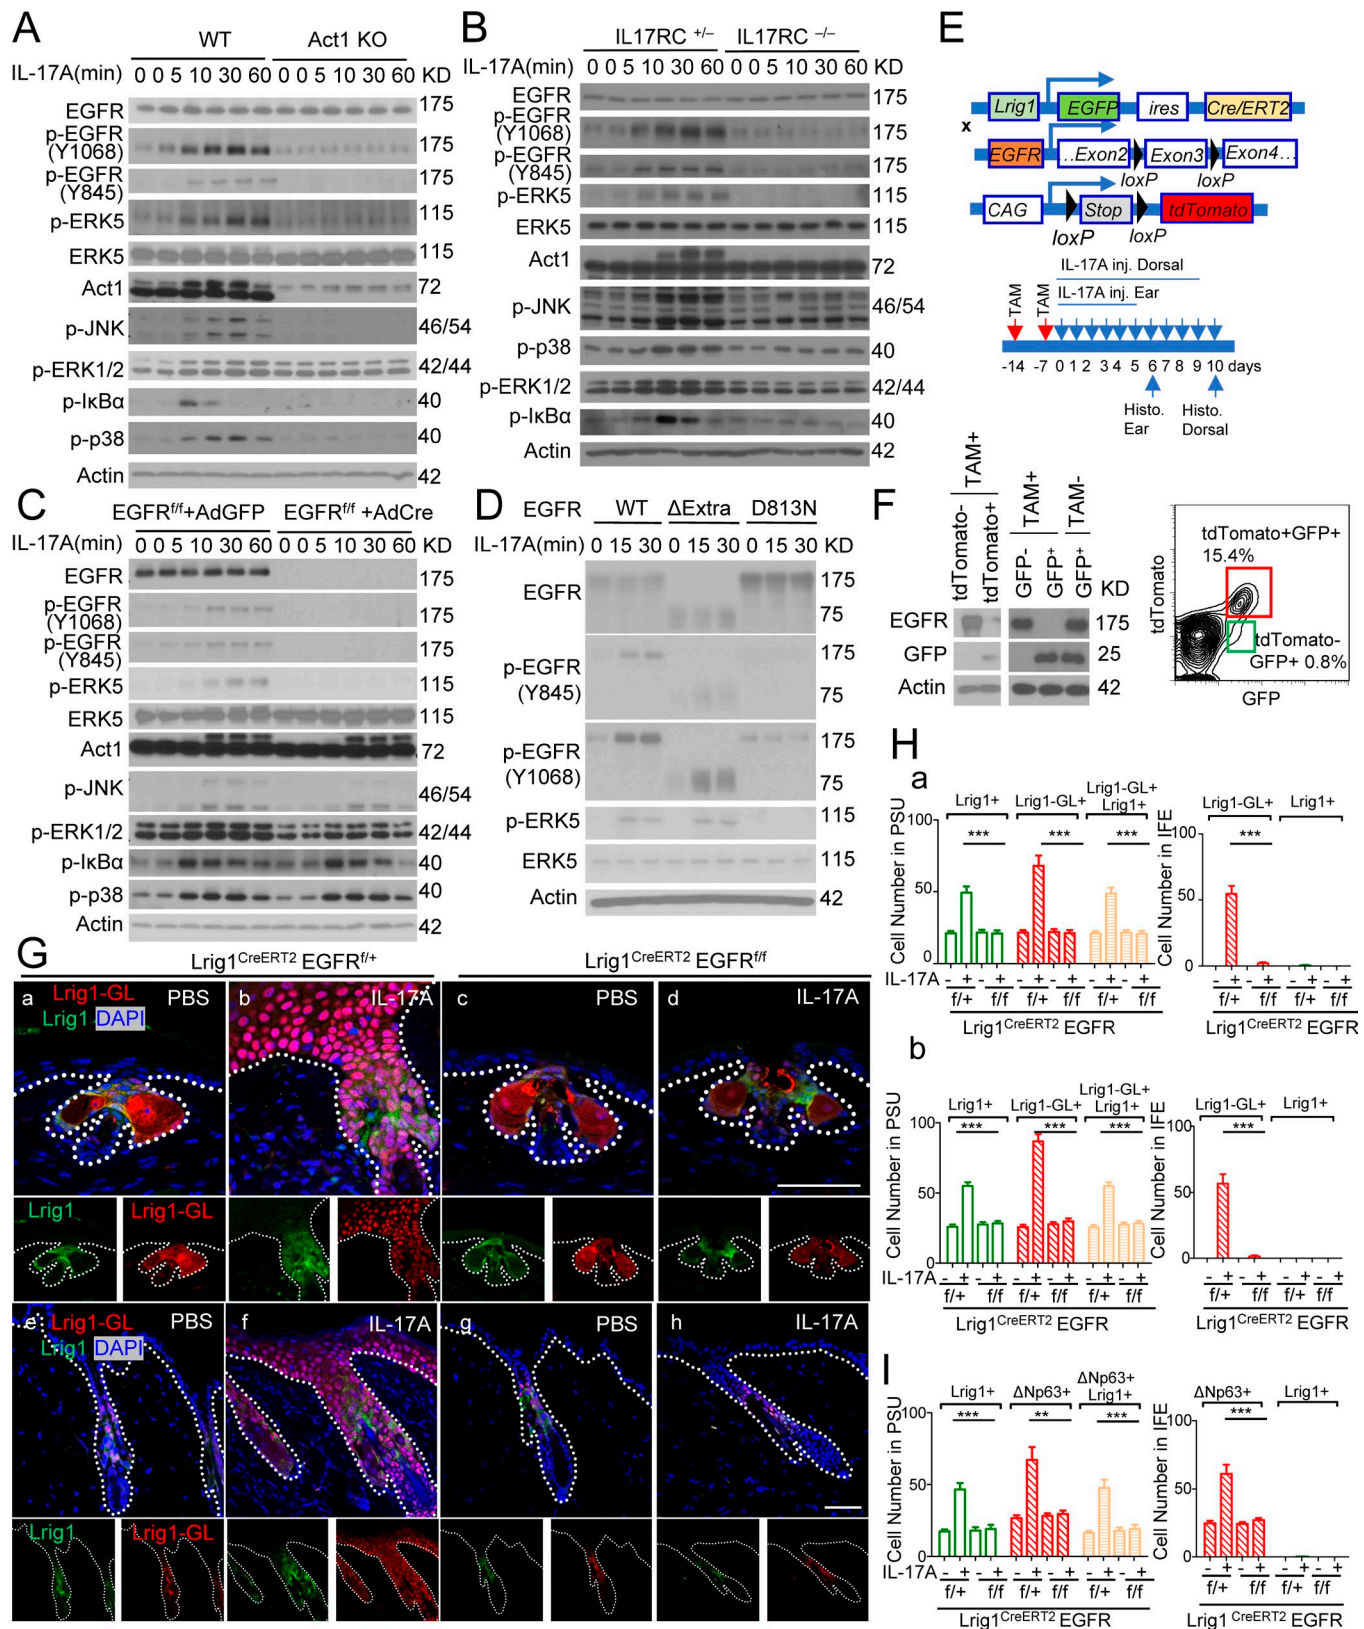 A
WT Act1 KO
IL-17A(min) 0 0 5 10 30 60 0 0 5 10 30 60 KD
EGFR 175
p-EGFR
(Y1068) 175
p-EGFR
(Y845) 175
p-ERK5 115
ERK5 115
Act1 72
p-JNK 46/54
p-ERK1/2 42/44
p-IκBα 40
p-p38 40
Actin 42
B
IL17RC +/– IL17RC –/–
IL-17A(min) 0 0 5 10 30 60 0 0 5 10 30 60 KD
EGFR 175
p-EGFR
(Y1068) 175
p-EGFR
(Y845) 175
p-ERK5 115
ERK5 115
Act1 72
p-JNK 46/54
p-p38 40
p-ERK1/2 42/44
p-IκBα 40
Actin 42
E
Lrig1 EGFP ires Cre/ERT2
x
EGFR ...Exon2 Exon3 Exon4...
loxP loxP
CAG Stop tdTomato
loxP loxP
IL-17A inj. Dorsal
IL-17A inj. Ear
TAM TAM
-14 -7 0 1 2 3 4 5 6 7 8 9 10 days
Histo. Histo.
Ear Dorsal
C
EGFRf/f+AdGFP EGFRf/f +AdCre
IL-17A(min) 0 0 5 10 30 60 0 0 5 10 30 60 KD
EGFR 175
p-EGFR
(Y1068) 175
p-EGFR
(Y845) 175
p-ERK5 115
ERK5 115
Act1 72
p-JNK 46/54
p-ERK1/2 42/44
p-IκBα 40
p-p38 40
Actin 42
D
EGFR WT ΔExtra D813N
IL-17A(min) 0 15 30 0 15 30 0 15 30 KD
EGFR 175
75
p-EGFR 175
(Y845) 75
p-EGFR 175
(Y1068) 75
p-ERK5 115
ERK5 115
Actin 42
F
TAM+ TAM+ TAM-
tdTomato- tdTomato+ GFP- GFP+ GFP+ KD
EGFR 175
GFP 25
Actin 42
tdTomato+GFP+
15.4%
tdTomato-
GFP+ 0.8%
tdTomato
GFP
G
Lrig1CreERT2 EGFRf/+ Lrig1CreERT2 EGFRf/f
a Lrig1-GL PBS b IL-17A c PBS d IL-17A
Lrig1 DAPI
Lrig1 Lrig1-GL
e Lrig1-GL PBS f IL-17A g PBS h IL-17A
Lrig1 DAPI
Lrig1 Lrig1-GL
H
a
Lrig1+ Lrig1-GL+ Lrig1-GL+ Lrig1-GL+ Lrig1+
Lrig1+
*** *** *** ***
Cell Number in PSU Cell Number in IFE
100 100
50 50
0 0
IL-17A - + - + - + - + - + - + - + - + - + - +
f/+ f/f f/+ f/f f/+ f/f f/+ f/f f/+ f/f
Lrig1CreERT2 EGFR Lrig1CreERT2 EGFR
b
Lrig1+ Lrig1-GL+ Lrig1-GL+ Lrig1-GL+ Lrig1+
Lrig1+
*** *** *** ***
Cell Number in PSU Cell Number in IFE
100 100
50 50
0 0
IL-17A - + - + - + - + - + - + - + - + - + - +
f/+ f/f f/+ f/f f/+ f/f f/+ f/f f/+ f/f
Lrig1CreERT2 EGFR Lrig1CreERT2 EGFR
I
Lrig1+ ΔNp63+ ΔNp63+ ΔNp63+ Lrig1+
Lrig1+
*** ** *** ***
Cell Number in PSU Cell Number in IFE
100 100
50 50
0 0
IL-17A - + - + - + - + - + - + - + - + - + - +
f/+ f/f f/+ f/f f/+ f/f f/+ f/f f/+ f/f
Lrig1CreERT2 EGFR Lrig1CreERT2 EGFR